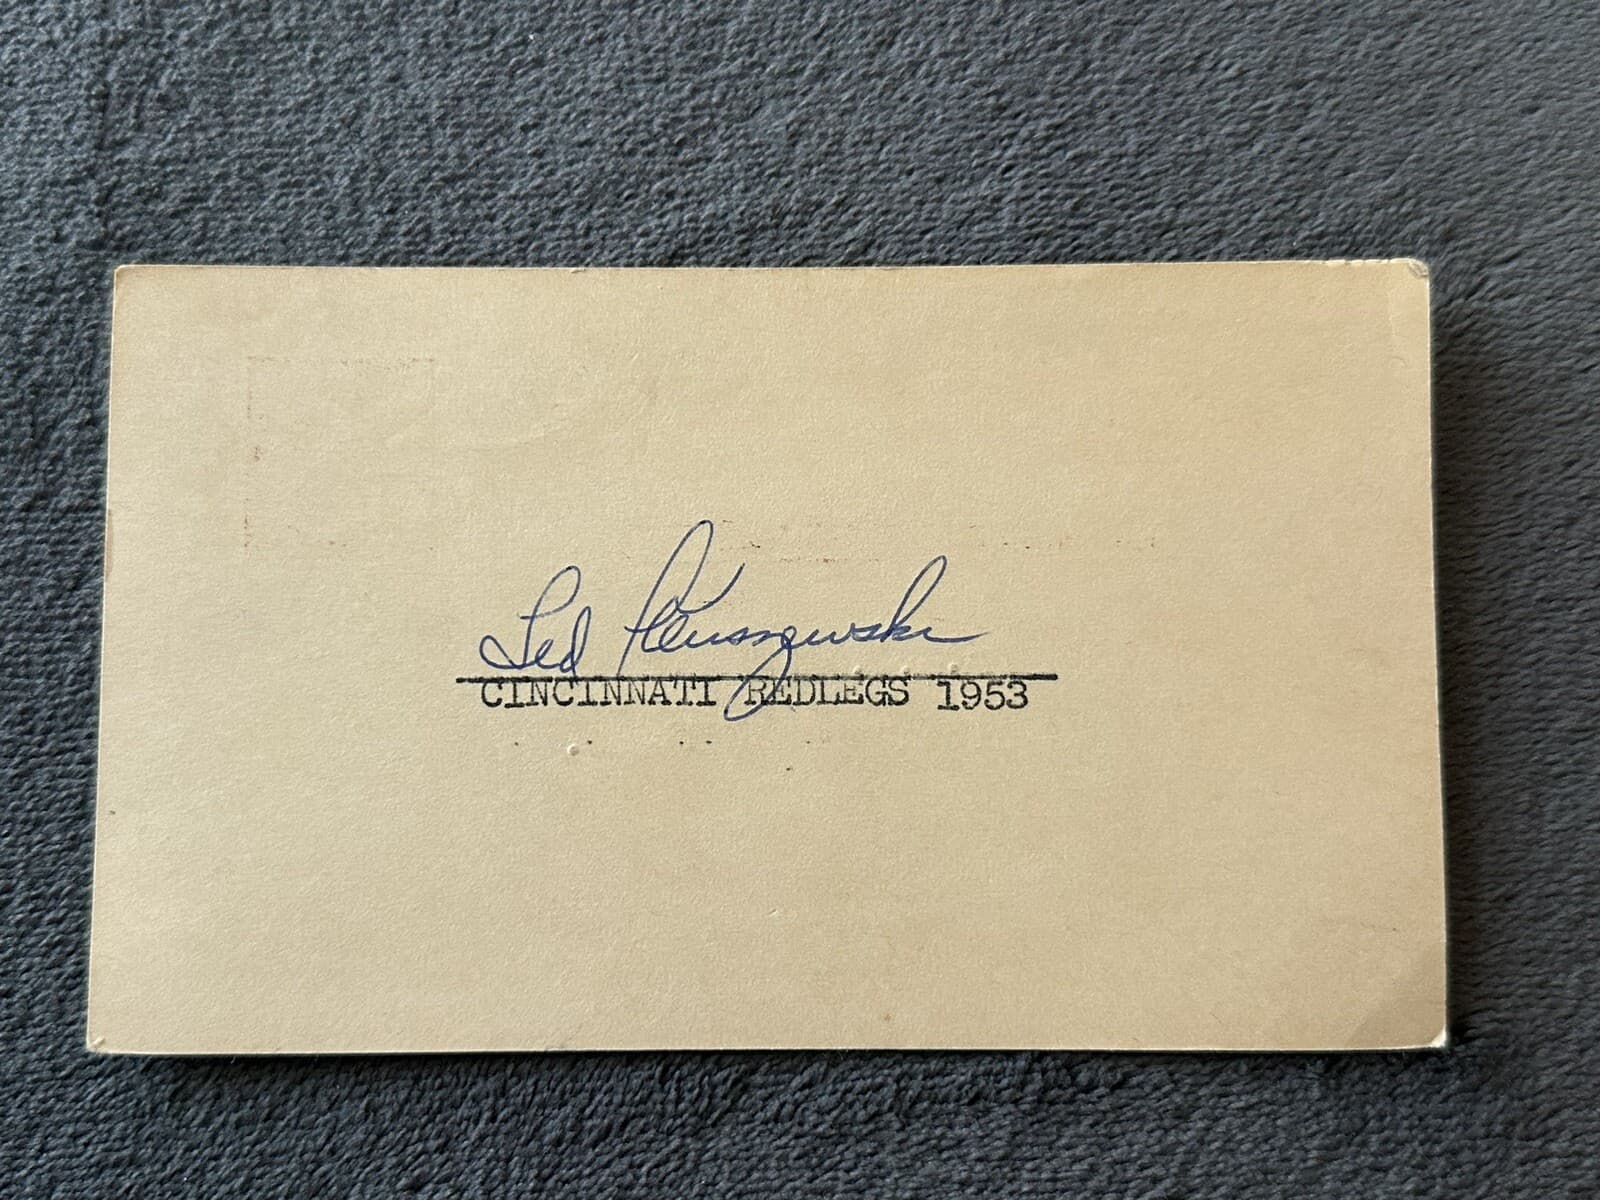 Ted Kluszewski
CINCINNATI REDLEGS 1953